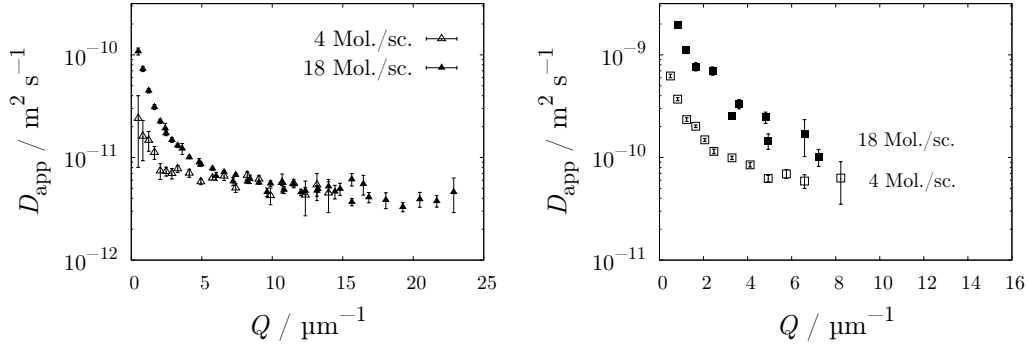 10⁻¹⁰
10⁻¹¹
10⁻¹²
D_app / m² s⁻¹
4 Mol./sc.
18 Mol./sc.
0 5 10 15 20 25
Q / µm⁻¹
10⁻⁹
10⁻¹⁰
10⁻¹¹
D_app / m² s⁻¹
18 Mol./sc.
4 Mol./sc.
0 2 4 6 8 10 12 14 16
Q / µm⁻¹